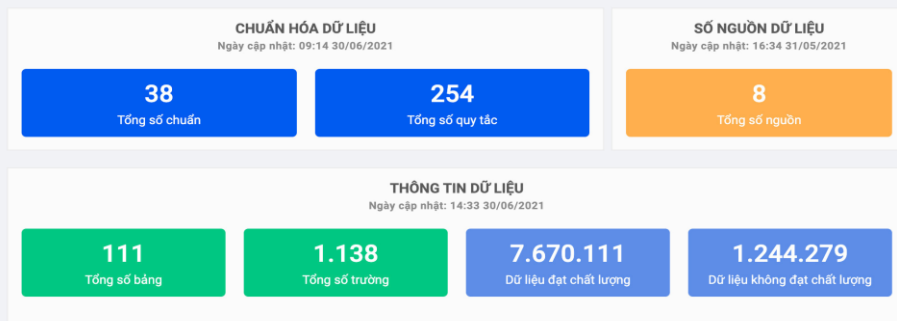 CHUẨN HÓA DỮ LIỆU
Ngày cập nhật: 09:14 30/06/2021
38
Tổng số chuẩn
254
Tổng số quy tắc
SỐ NGUỒN DỮ LIỆU
Ngày cập nhật: 16:34 31/05/2021
8
Tổng số nguồn
THÔNG TIN DỮ LIỆU
Ngày cập nhật: 14:33 30/06/2021
111
Tổng số bảng
1.138
Tổng số trường
7.670.111
Dữ liệu đạt chất lượng
1.244.279
Dữ liệu không đạt chất lượng